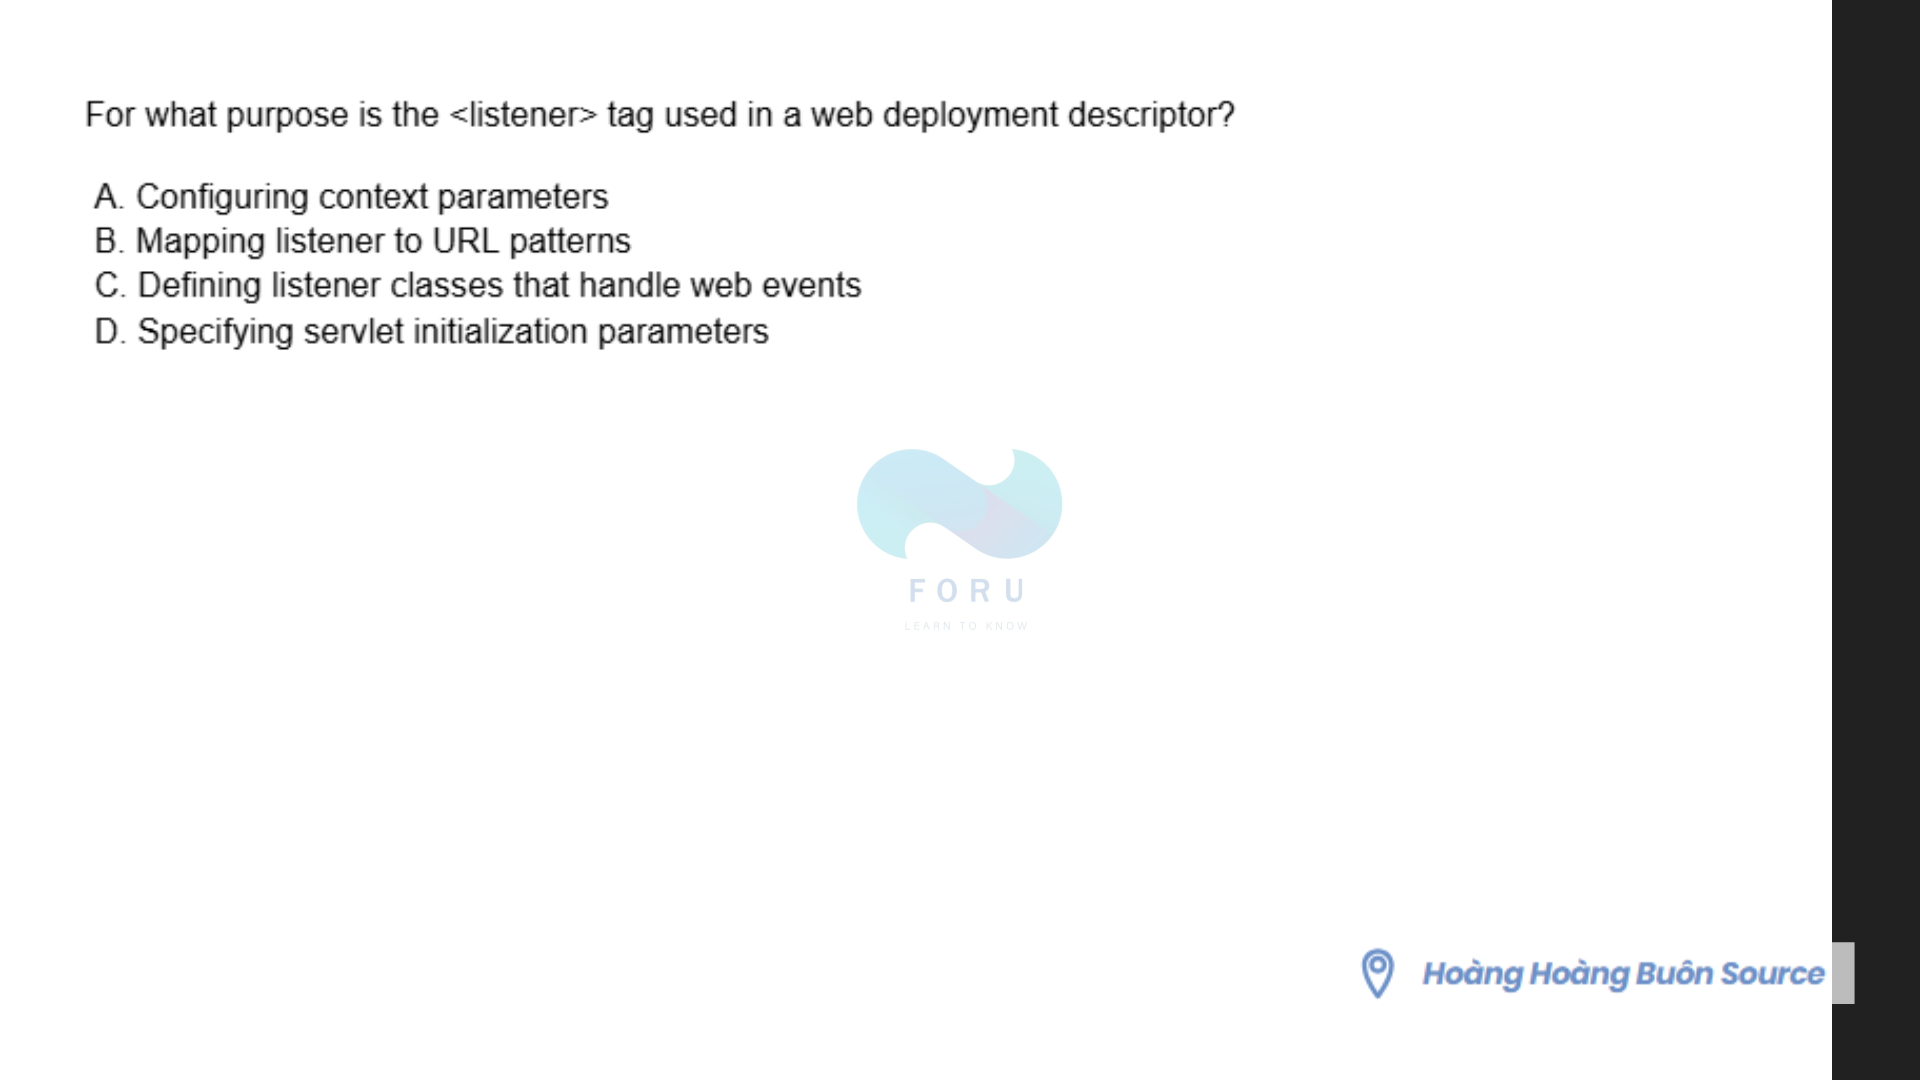 For what purpose is the <listener> tag used in a web deployment descriptor?
A. Configuring context parameters
B. Mapping listener to URL patterns
C. Defining listener classes that handle web events
D. Specifying servlet initialization parameters
FORU
LEARN TO KNOW
Hoàng Hoàng Buôn Source